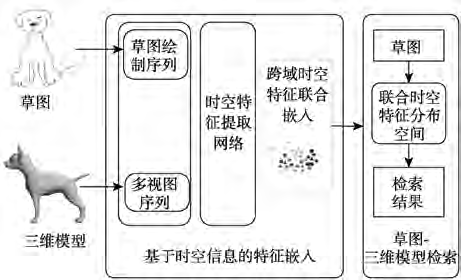 草图
三维模型
草图绘
制序列
多视图
序列
时空特
征提取
网络
跨域时空
特征联合
嵌入
基于时空信息的特征嵌入
草图
联合时空
特征分布
空间
检索
结果
草图-
三维模型检索